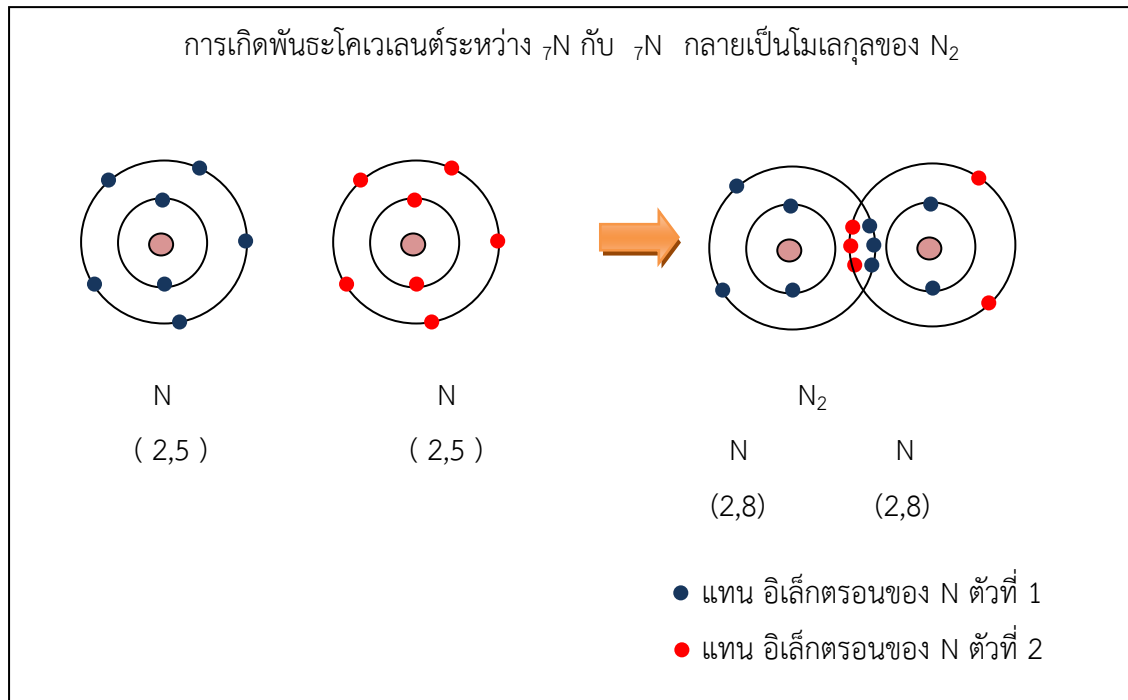 การเกิดพันธะโคเวเลนต์ระหว่าง ₇N กับ ₇N กลายเป็นโมเลกุลของ N₂
N N N₂
( 2,5 ) ( 2,5 ) N N
(2,8) (2,8)
แทน อิเล็กตรอนของ N ตัวที่ 1
แทน อิเล็กตรอนของ N ตัวที่ 2